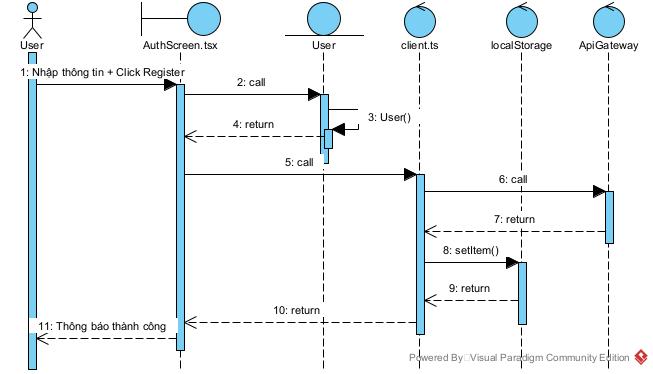 User
AuthScreen.tsx
User
client.ts
localStorage
ApiGateway
1: Nhập thông tin + Click Register
2: call
3: User()
4: return
5: call
6: call
7: return
8: setItem()
9: return
10: return
11: Thông báo thành công
Powered By Visual Paradigm Community Edition